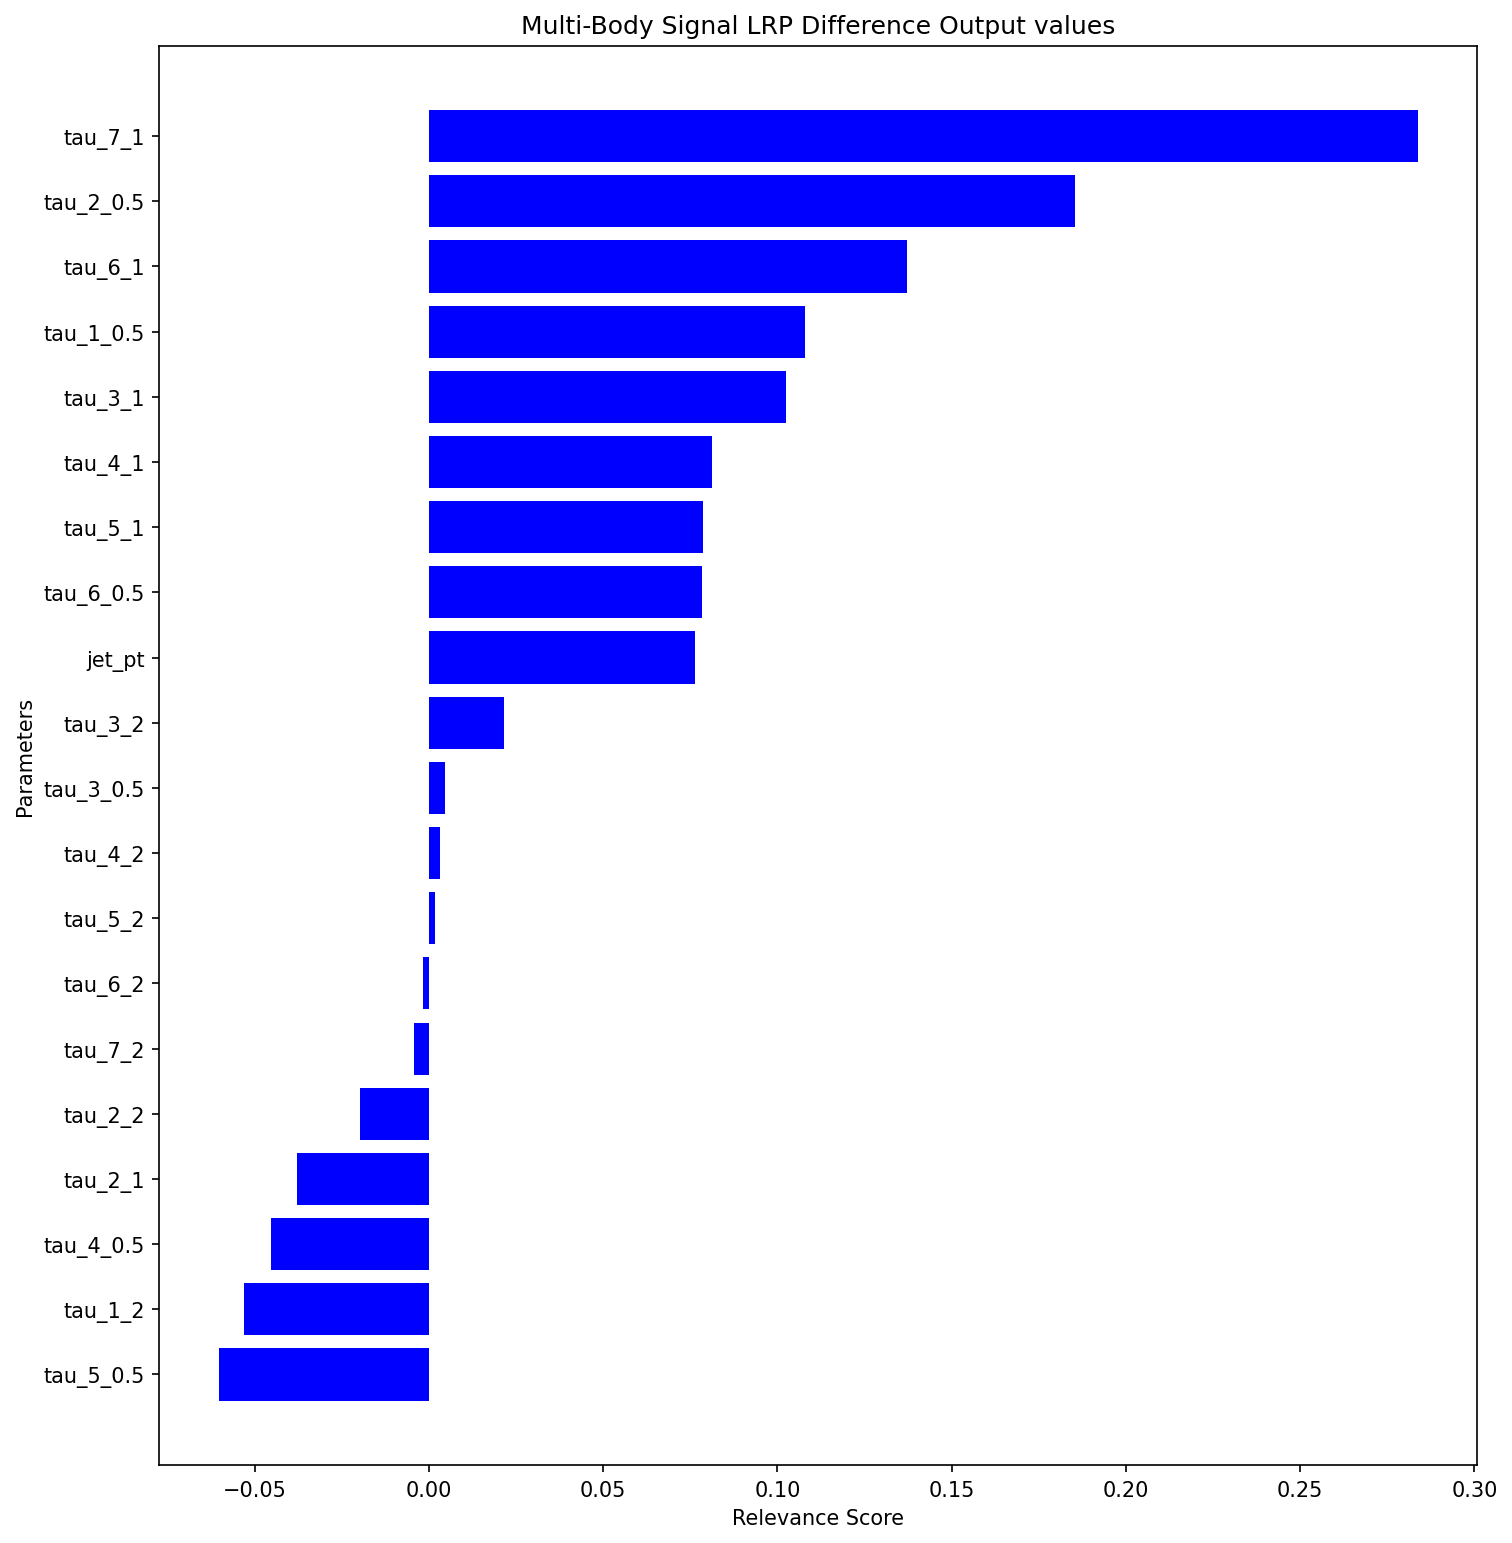 Multi-Body Signal LRP Difference Output values
tau_7_1
tau_2_0.5
tau_6_1
tau_1_0.5
tau_3_1
tau_4_1
tau_5_1
tau_6_0.5
jet_pt
tau_3_2
tau_3_0.5
tau_4_2
tau_5_2
tau_6_2
tau_7_2
tau_2_2
tau_2_1
tau_4_0.5
tau_1_2
tau_5_0.5
Parameters
−0.05 0.00 0.05 0.10 0.15 0.20 0.25 0.30
Relevance Score